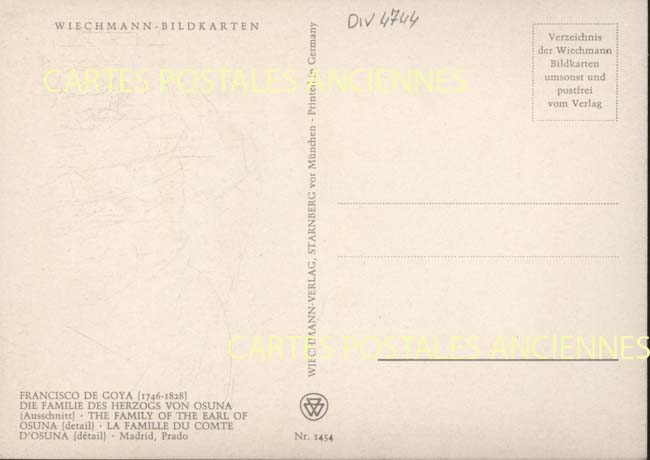 WIECHMANN-BILDKARTEN
DIV 4744
Verzeichnis
der Wiechmann
Bildkarten
umsonst und
postfrei
vom Verlag
CARTES POSTALES ANCIENNES
WIECHMANN-VERLAG, STARNBERG vor München - Printed in Germany
CARTES POSTALES ANCIENNES
FRANCISCO DE GOYA (1746-1828)
DIE FAMILIE DES HERZOGS VON OSUNA
(Ausschnitt) · THE FAMILY OF THE EARL OF
OSUNA (detail) · LA FAMILLE DU COMTE
D'OSUNA (détail) · Madrid, Prado
Nr. 1454